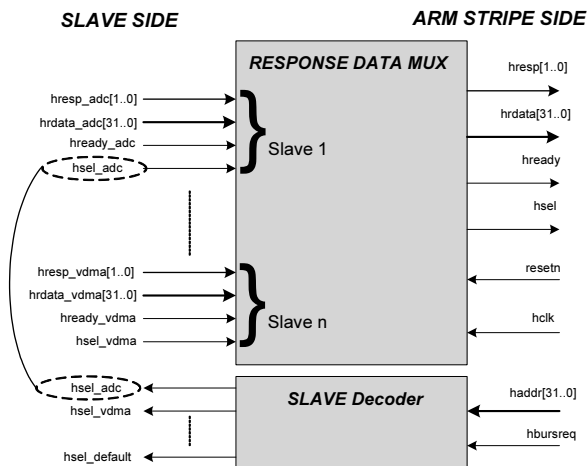 SLAVE SIDE
ARM STRIPE SIDE
RESPONSE DATA MUX
hresp_adc[1..0]
hrdata_adc[31..0]
hready_adc
hsel_adc
Slave 1
hresp[1..0]
hrdata[31..0]
hready
hsel
hresp_vdma[1..0]
hrdata_vdma[31..0]
hready_vdma
hsel_vdma
Slave n
resetn
hclk
hsel_adc
hsel_vdma
hsel_default
SLAVE Decoder
haddr[31..0]
hbursreq